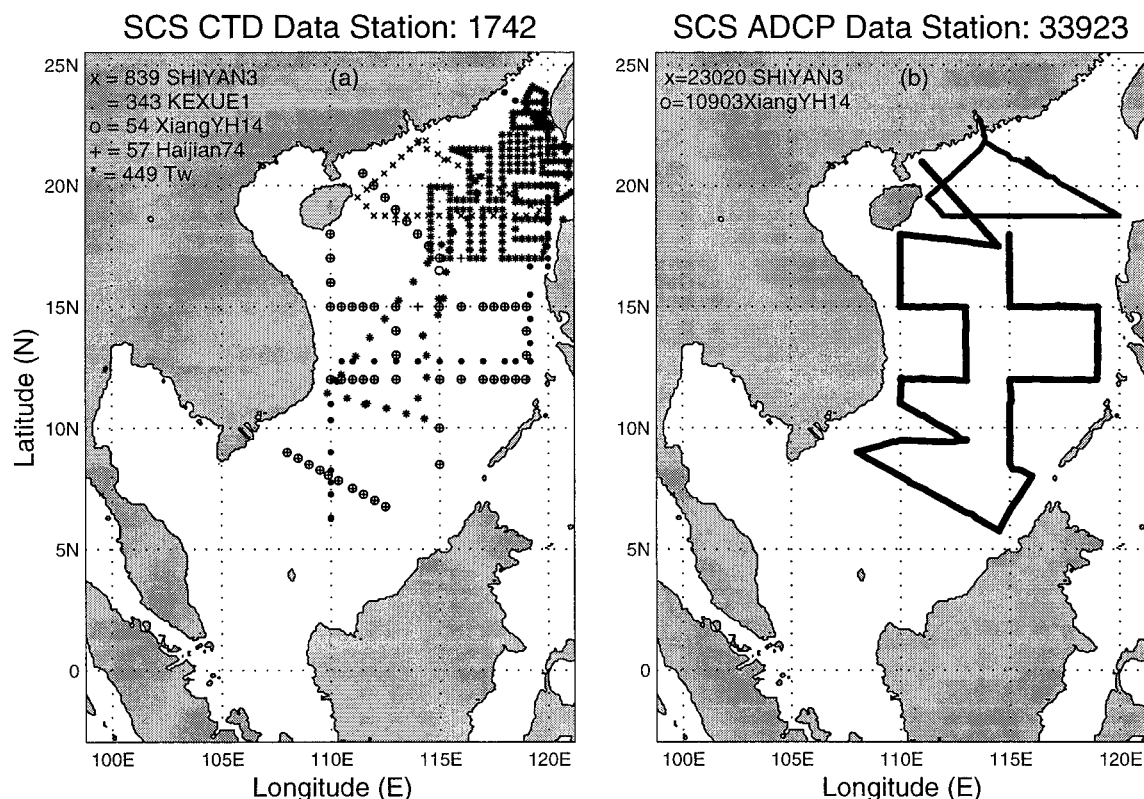 SCS CTD Data Station: 1742
25N
20N
15N
10N
5N
0
Latitude (N)
x = 839 SHIYAN3
= 343 KEXUE1
o = 54 XiangYH14
+ = 57 Haijian74
* = 449 Tw
(a)
100E 105E 110E 115E 120E
Longitude (E)
SCS ADCP Data Station: 33923
25N
20N
15N
10N
5N
0
x=23020 SHIYAN3
o=10903XiangYH14
(b)
100E 105E 110E 115E 120E
Longitude (E)